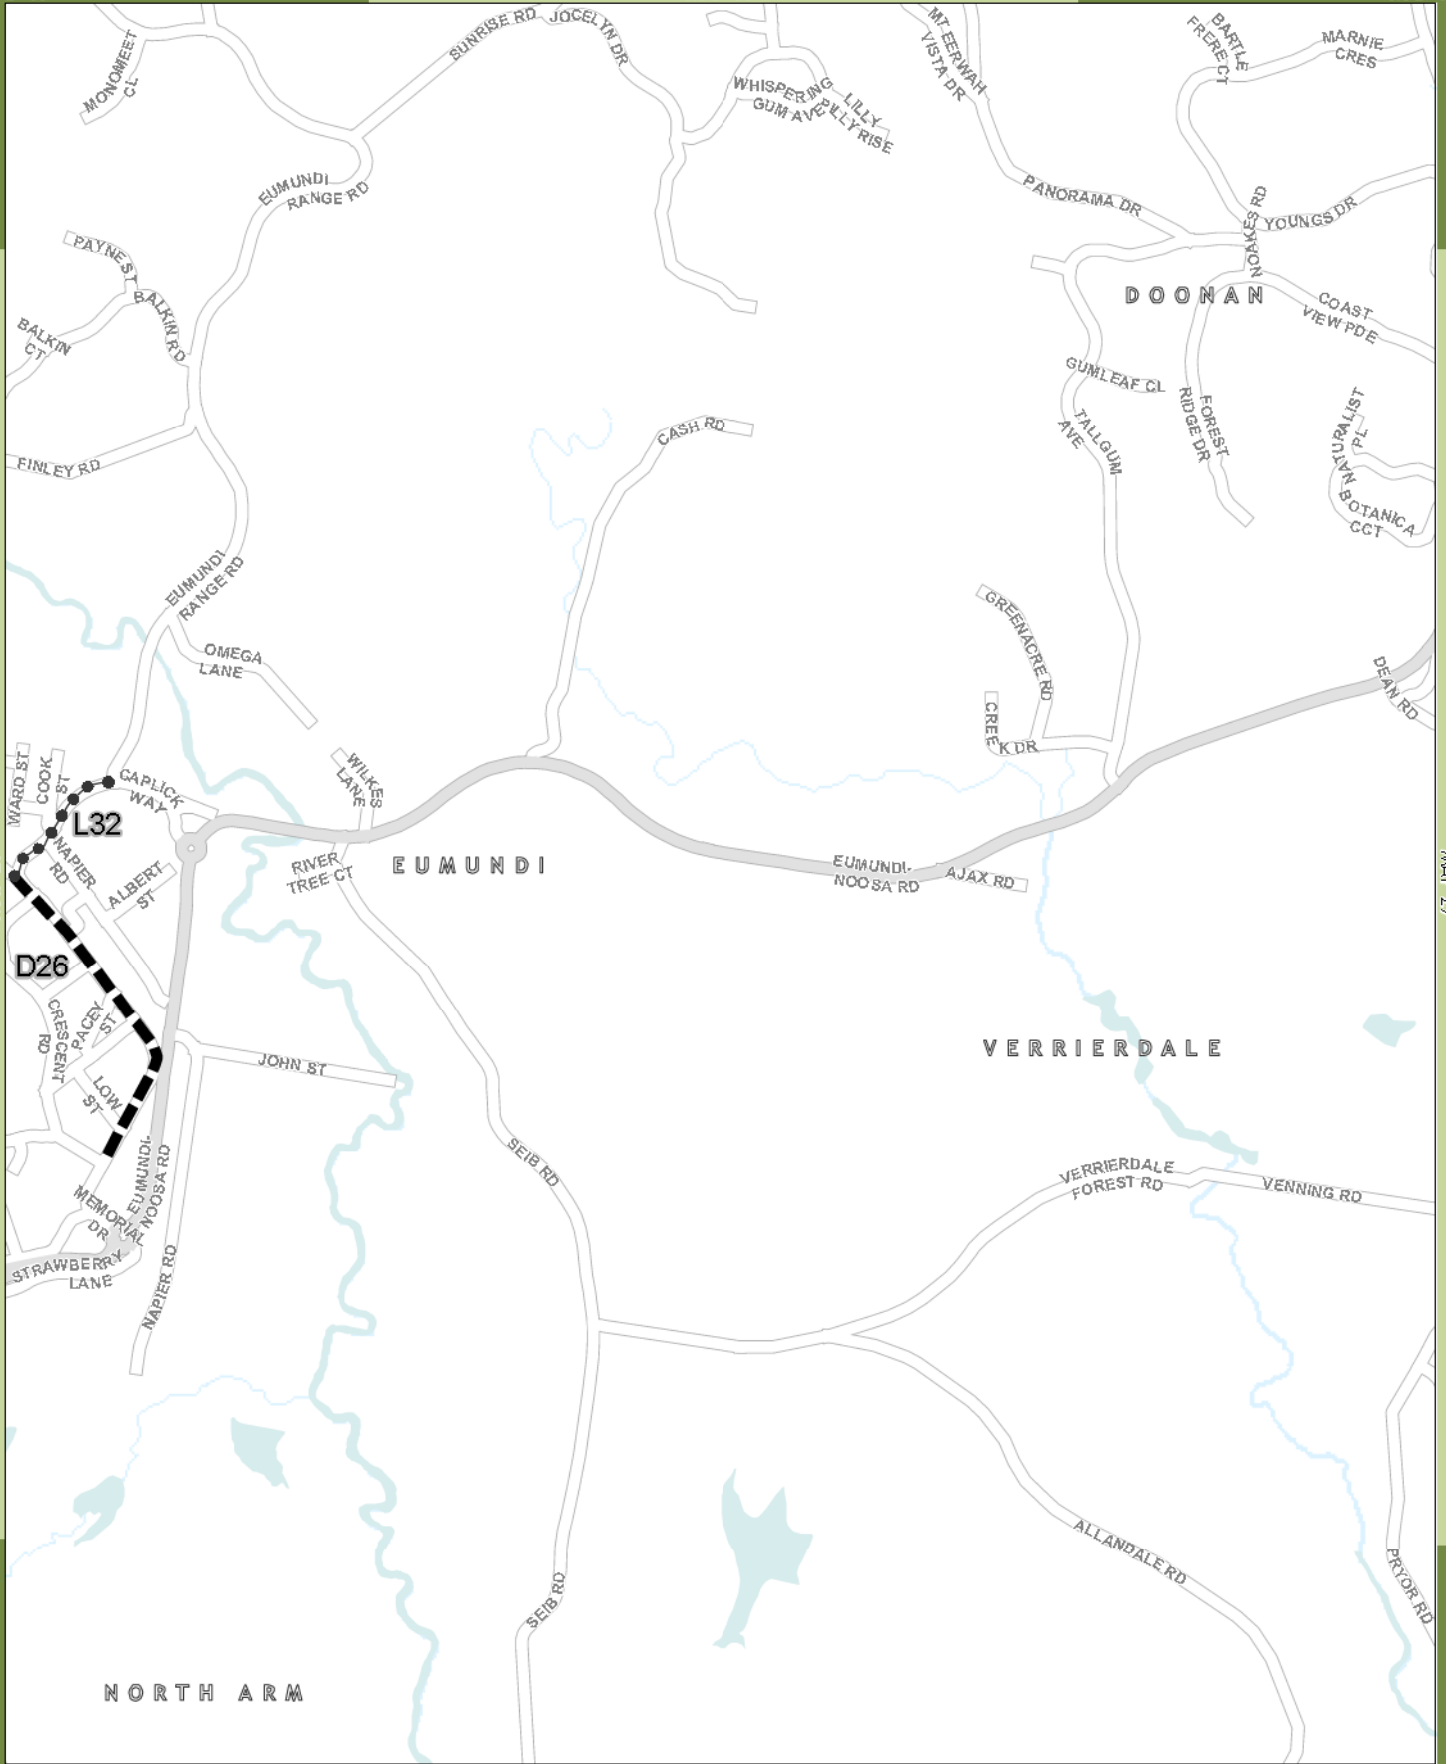 SUNRISE RD
JOCELYN DR
MONOMEET
CL
WHISPERING
GUM AVE
LILLY
PILLY RISE
MT EERWAH
VISTA DR
BARTLE
FRERE CT
MARNIE
CRES
EUMUNDI
RANGE RD
PANORAMA DR
NOAKES RD
YOUNGS DR
PAYNE ST
BALKIN RD
BALKIN
CT
DOONAN
COAST
VIEW PDE
GUMLEAF CL
FOREST
RIDGE DR
NATURALIST
PL
TALLGUM
AVE
CASH RD
FINLEY RD
BOTANICA
CCT
EUMUNDI
RANGE RD
GREENACRE RD
OMEGA
LANE
CREEK DR
DEAN RD
WARD ST
COOK
ST
CAPLICK
WAY
WILKES
LANE
L32
NAPIER
RD
ALBERT
ST
RIVER
TREE CT
EUMUNDI
EUMUNDI-
NOOSA RD
AJAX RD
D26
CRESCENT
RD
PACEY
ST
JOHN ST
VERRIERDALE
LOW
ST
EUMUNDI-
NOOSA RD
SEIB RD
VERRIERDALE
FOREST RD
VENNING RD
MEMORIAL
DR
STRAWBERRY
LANE
NAPIER RD
ALLANDALE RD
PRYOR RD
SEIB RD
NORTH ARM